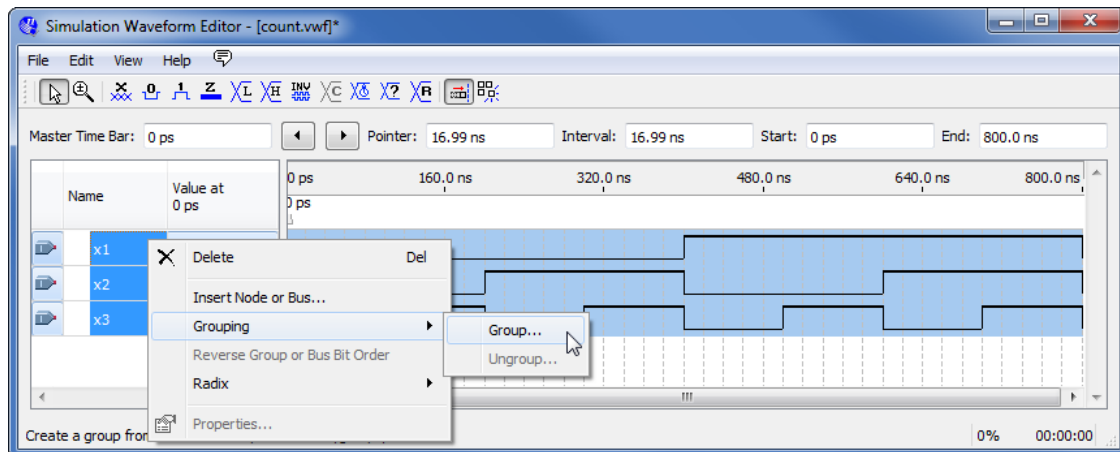 Simulation Waveform Editor - [count.vwf]*
File Edit View Help
Master Time Bar: 0 ps Pointer: 16.99 ns Interval: 16.99 ns Start: 0 ps End: 800.0 ns
Name Value at 0 ps
0 ps 160.0 ns 320.0 ns 480.0 ns 640.0 ns 800.0 ns
0 ps
x1
x2
x3
Delete Del
Insert Node or Bus...
Grouping
Reverse Group or Bus Bit Order
Radix
Properties...
Group...
Ungroup...
Create a group from
0% 00:00:00